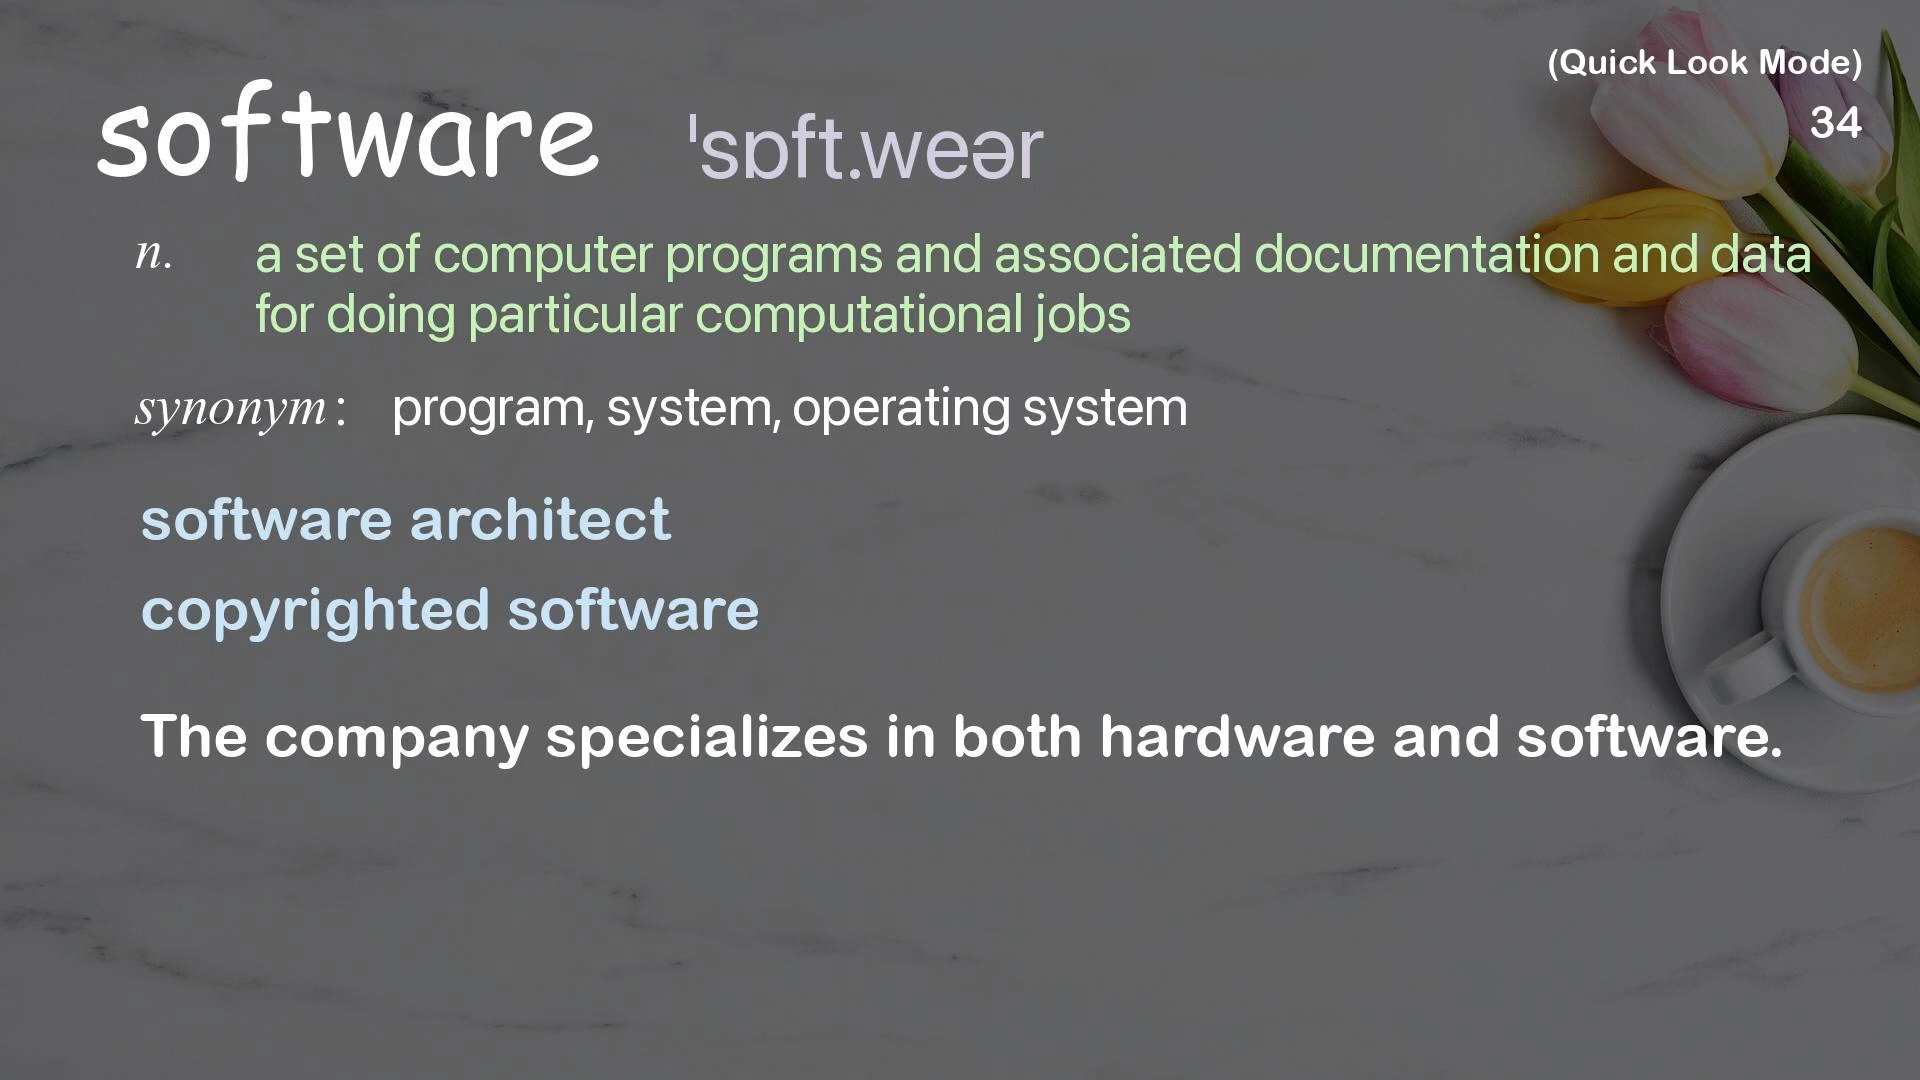 (Quick Look Mode)
34
software ˈsɒft.weər
n. a set of computer programs and associated documentation and data
for doing particular computational jobs
synonym: program, system, operating system
software architect
copyrighted software
The company specializes in both hardware and software.